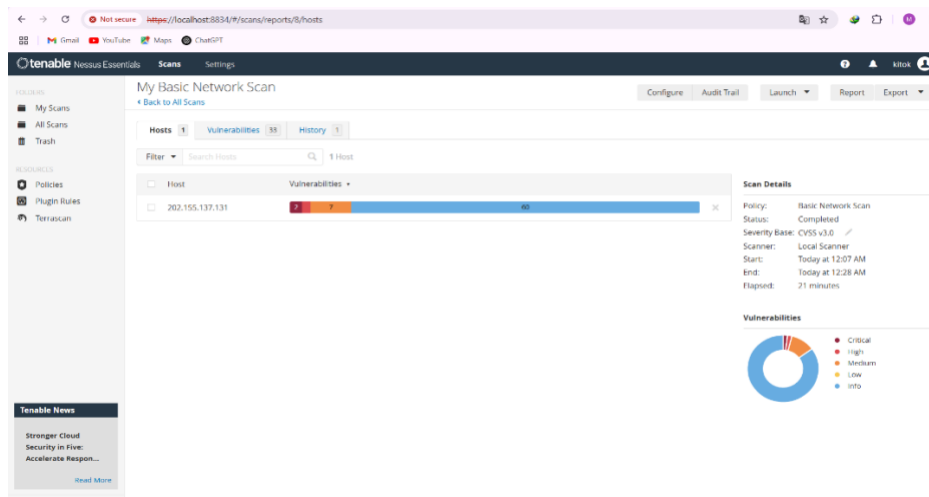 Not secure https://localhost:8834/#/scans/reports/8/hosts M
Gmail YouTube Maps ChatGPT
tenable Nessus Essentials Scans Settings ? kitok
FOLDERS
My Scans
All Scans
Trash
RESOURCES
Policies
Plugin Rules
Terrascan
Tenable News
Stronger Cloud
Security in Five:
Accelerate Respon...
Read More
My Basic Network Scan
Back to All Scans
Configure Audit Trail Launch Report Export
Hosts 1 Vulnerabilities 33 History 1
Filter Search Hosts 1 Host
Host Vulnerabilities
202.155.137.131 2 7 60
Scan Details
Policy: Basic Network Scan
Status: Completed
Severity Base: CVSS v3.0
Scanner: Local Scanner
Start: Today at 12:07 AM
End: Today at 12:28 AM
Elapsed: 21 minutes
Vulnerabilities
Critical
High
Medium
Low
Info